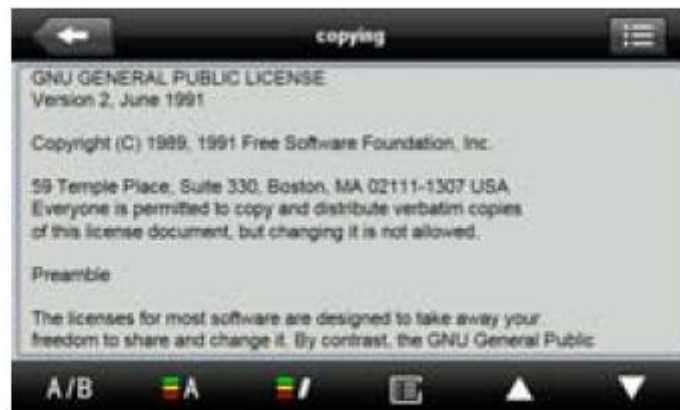 copying
GNU GENERAL PUBLIC LICENSE
Version 2, June 1991
Copyright (C) 1989, 1991 Free Software Foundation, Inc.
59 Temple Place, Suite 330, Boston, MA 02111-1307 USA
Everyone is permitted to copy and distribute verbatim copies
of this license document, but changing it is not allowed.
Preamble
The licenses for most software are designed to take away your
freedom to share and change it. By contrast, the GNU General Public
A/B A